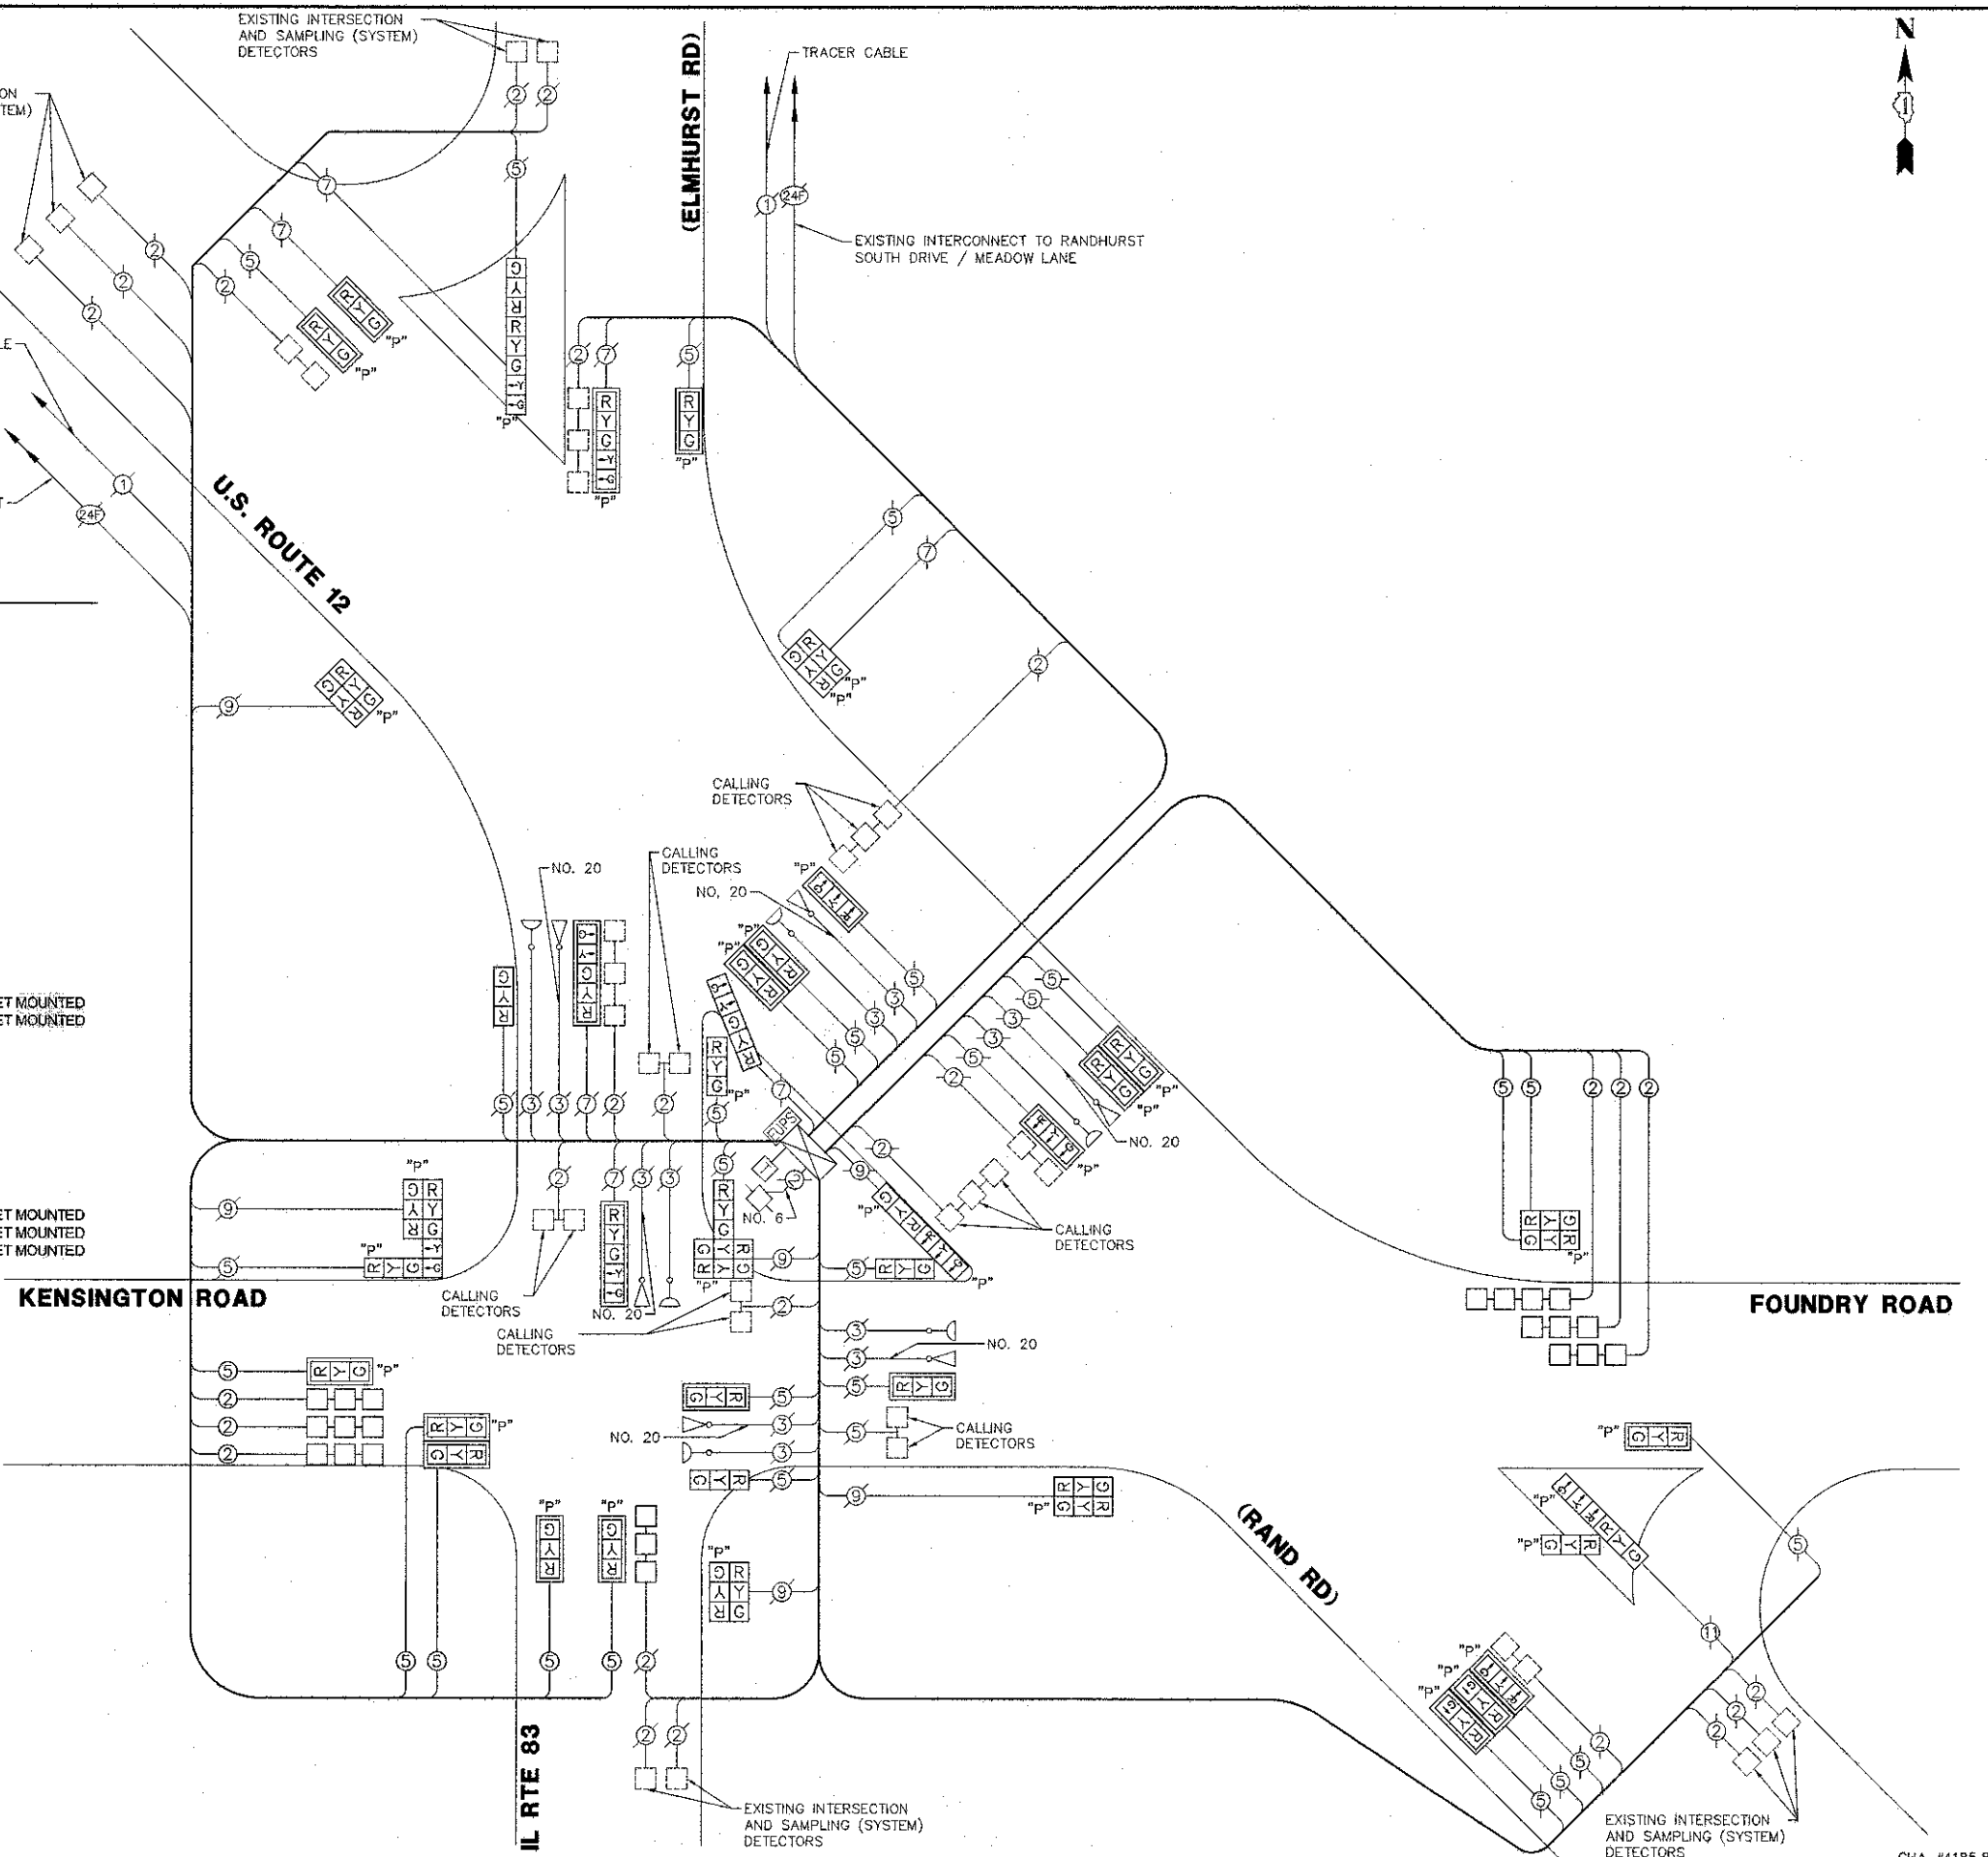 EXISTING INTERSECTION
AND SAMPLING (SYSTEM)
DETECTORS
(ELMHURST RD)
TRACER CABLE
N
1
EXISTING INTERCONNECT TO RANDHURST
SOUTH DRIVE / MEADOW LANE
U.S. ROUTE 12
CALLING
DETECTORS
NO. 20
CALLING
DETECTORS
NO. 20
ET MOUNTED
ET MOUNTED
EUPS
NO. 20
NO. 6
ET MOUNTED
ET MOUNTED
ET MOUNTED
CALLING
DETECTORS
KENSINGTON ROAD
CALLING
DETECTORS
NO. 20
CALLING
DETECTORS
FOUNDRY ROAD
NO. 20
NO. 20
CALLING
DETECTORS
(RAND RD)
IL RTE 83
EXISTING INTERSECTION
AND SAMPLING (SYSTEM)
DETECTORS
EXISTING INTERSECTION
AND SAMPLING (SYSTEM)
DETECTORS